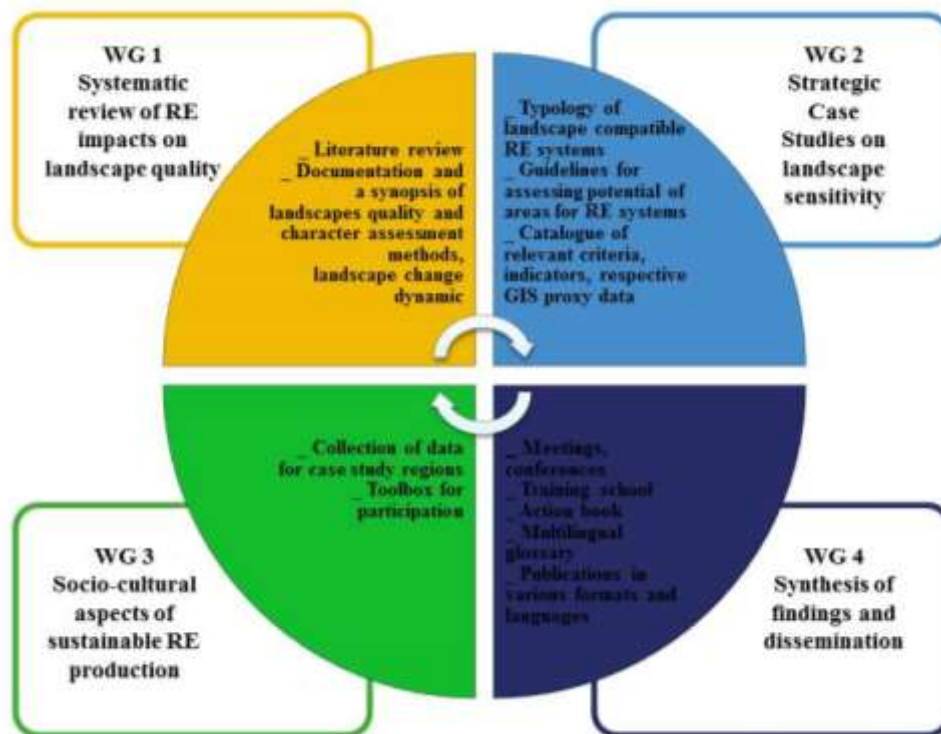 WG 1
Systematic
review of RE
impacts on
landscape quality
_ Literature review
_ Documentation and
a synopsis of
landscapes quality and
character assessment
methods,
landscape change
dynamic
_ Typology of
landscape compatible
RE systems
_ Guidelines for
assessing potential of
areas for RE systems
_ Catalogue of
relevant criteria,
indicators, respective
GIS proxy data
WG 2
Strategic
Case
Studies on
landscape
sensitivity
WG 3
Socio-cultural
aspects of
sustainable RE
production
_ Collection of data
for case study regions
_ Toolbox for
participation
_ Meetings,
conferences
_ Training school
_ Action book
_ Multilingual
glossary
_ Publications in
various formats and
languages
WG 4
Synthesis of
findings and
dissemination